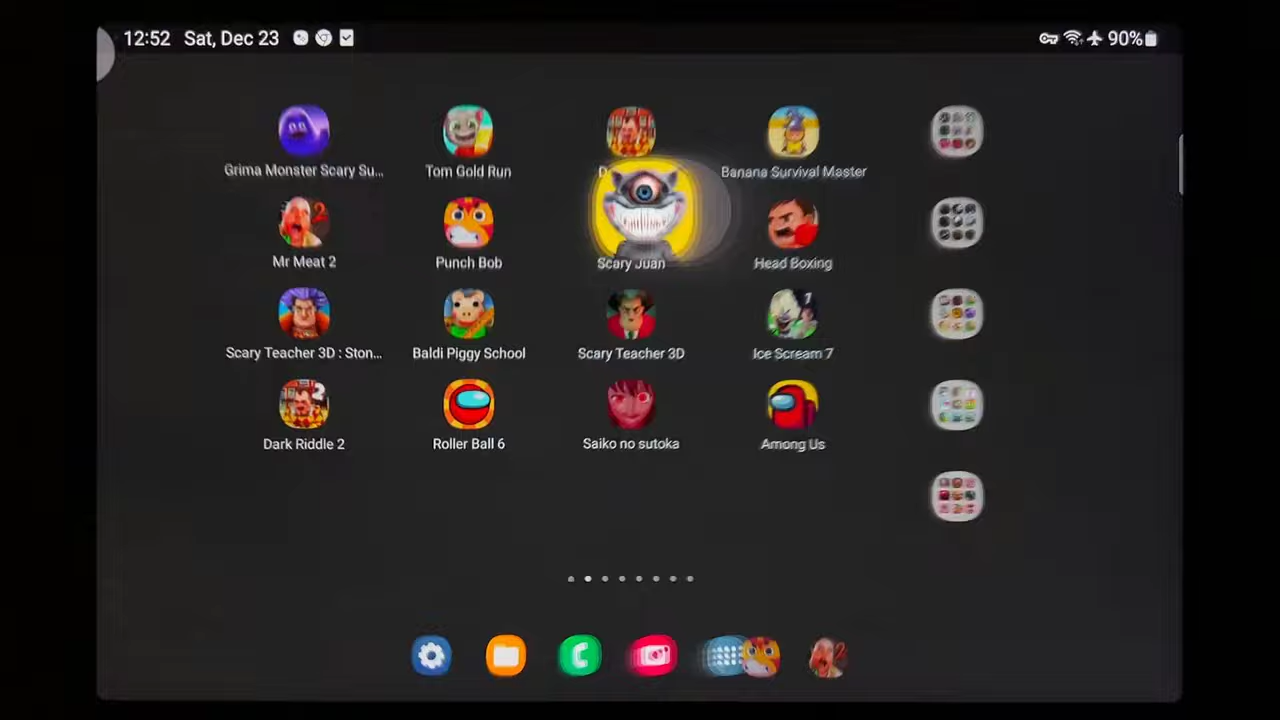 12:52 Sat, Dec 23 90%
Grima Monster Scary Su... Tom Gold Run Banana Survival Master
Mr Meat 2 Punch Bob Scary Juan Head Boxing
Scary Teacher 3D : Ston... Baldi Piggy School Scary Teacher 3D Ice Scream 7
Dark Riddle 2 Roller Ball 6 Saiko no sutoka Among Us